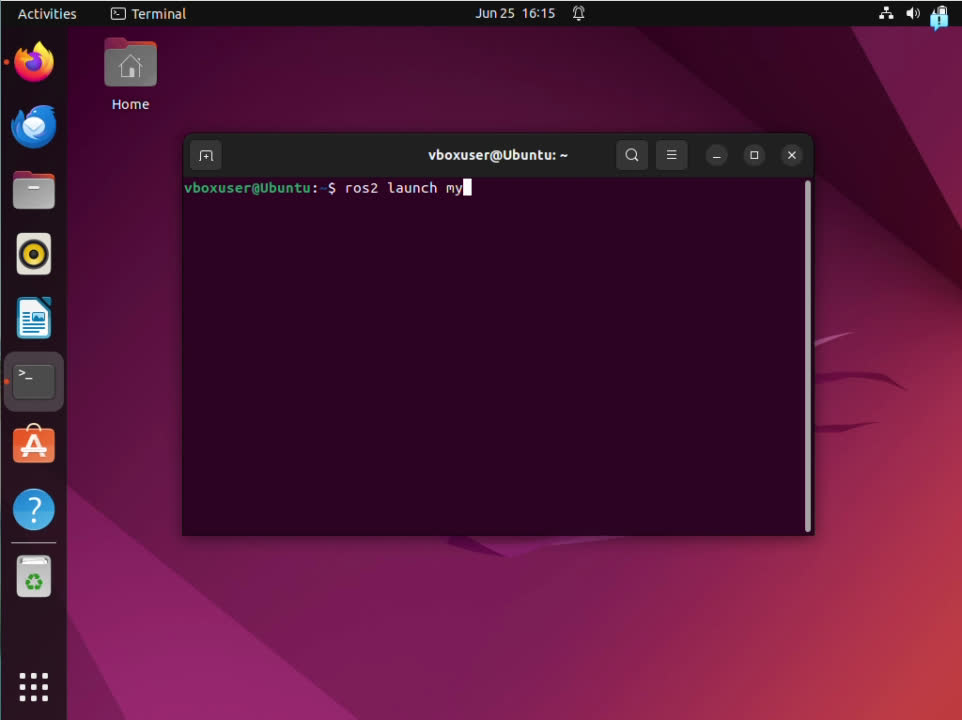 Activities
Terminal
Jun 25 16:15
Home
vboxuser@Ubuntu: ~
vboxuser@Ubuntu:~$ ros2 launch my